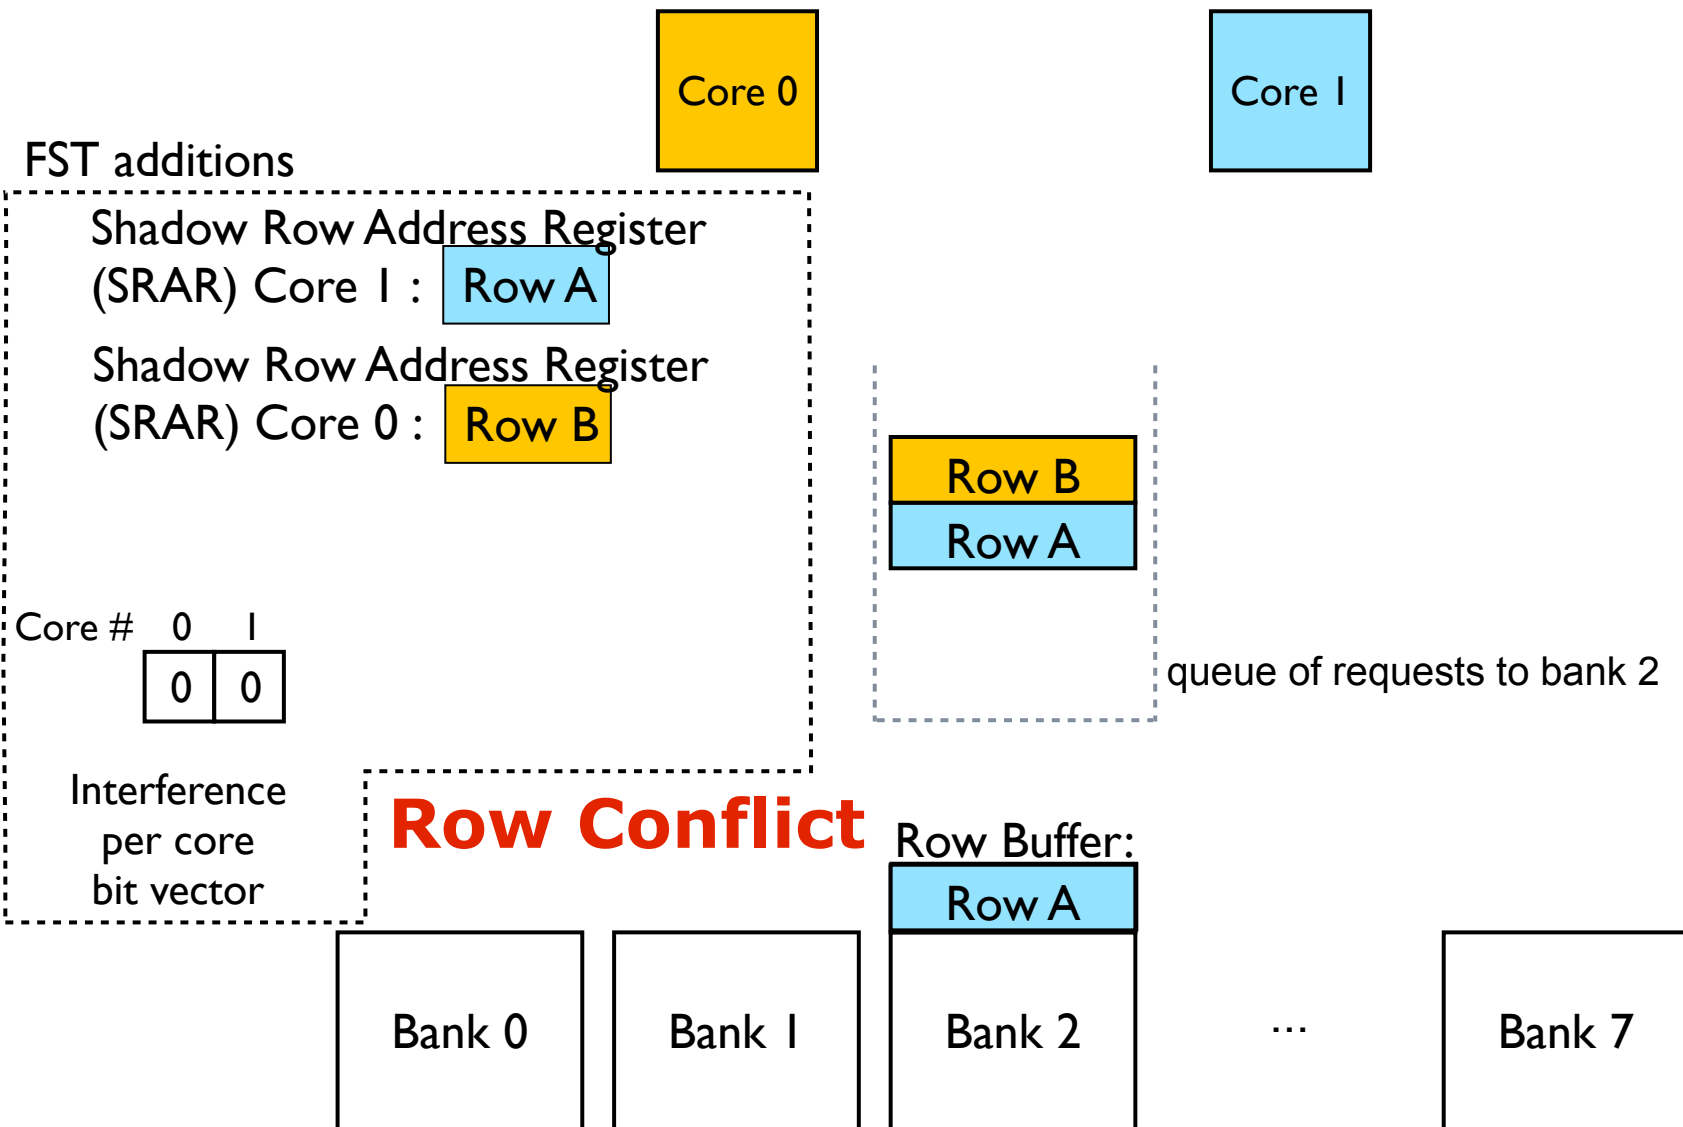 Core 0
Core 1
FST additions
Shadow Row Address Register
(SRAR) Core 1 : Row A
Shadow Row Address Register
(SRAR) Core 0 : Row B
Row B
Row A
Core # 0 1
0 0
queue of requests to bank 2
Interference
per core
bit vector
Row Conflict
Row Buffer:
Row A
Bank 0
Bank 1
Bank 2
...
Bank 7